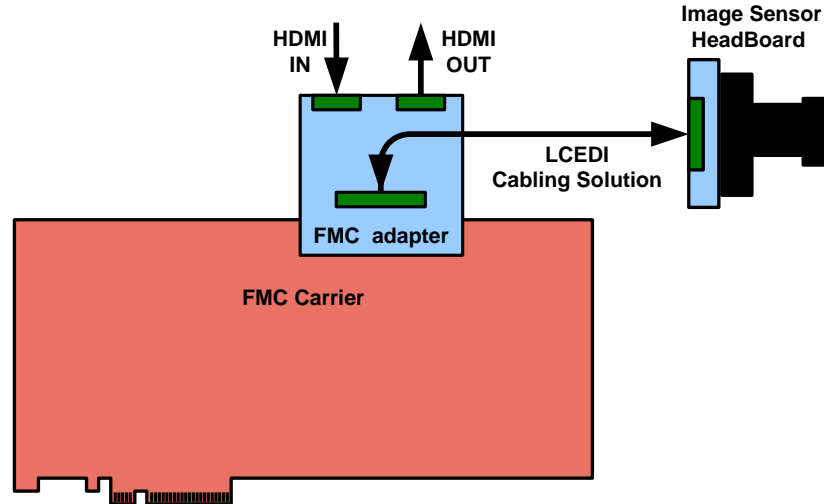 Image Sensor
HeadBoard
HDMI
IN
HDMI
OUT
LCEDI
Cabling Solution
FMC adapter
FMC Carrier